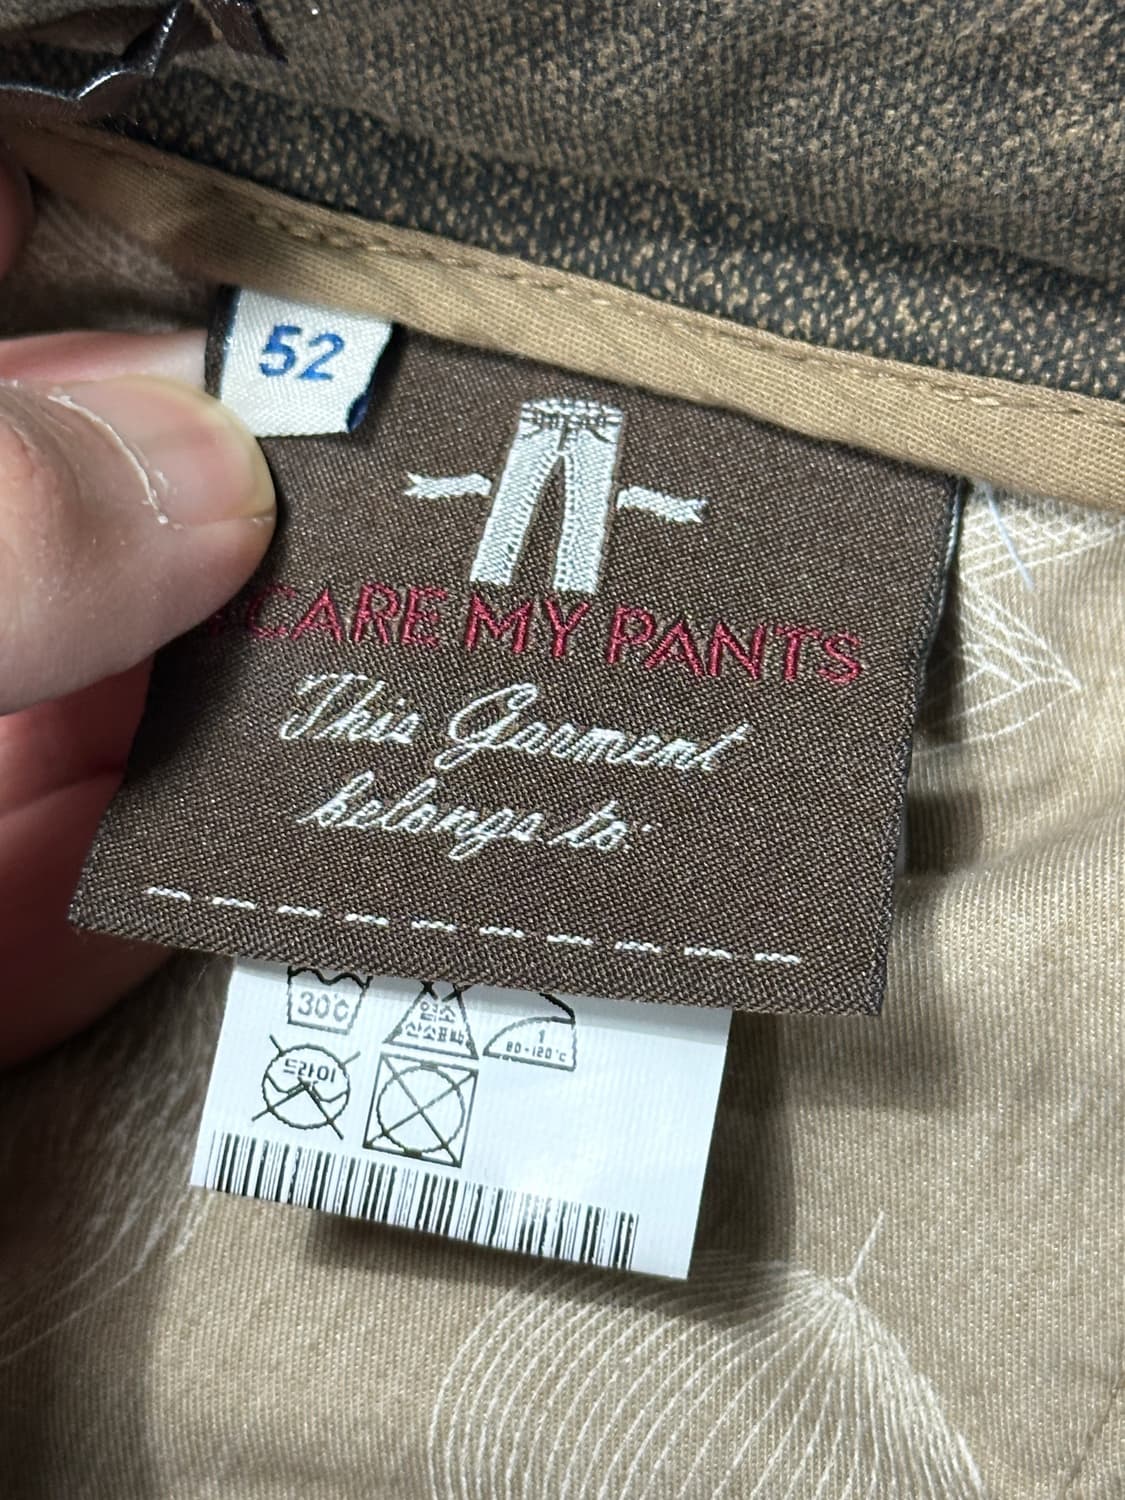 52
CARE MY PANTS
This Garment
belongs to:
30℃
염소
산소표백
1
80-120℃
드라이